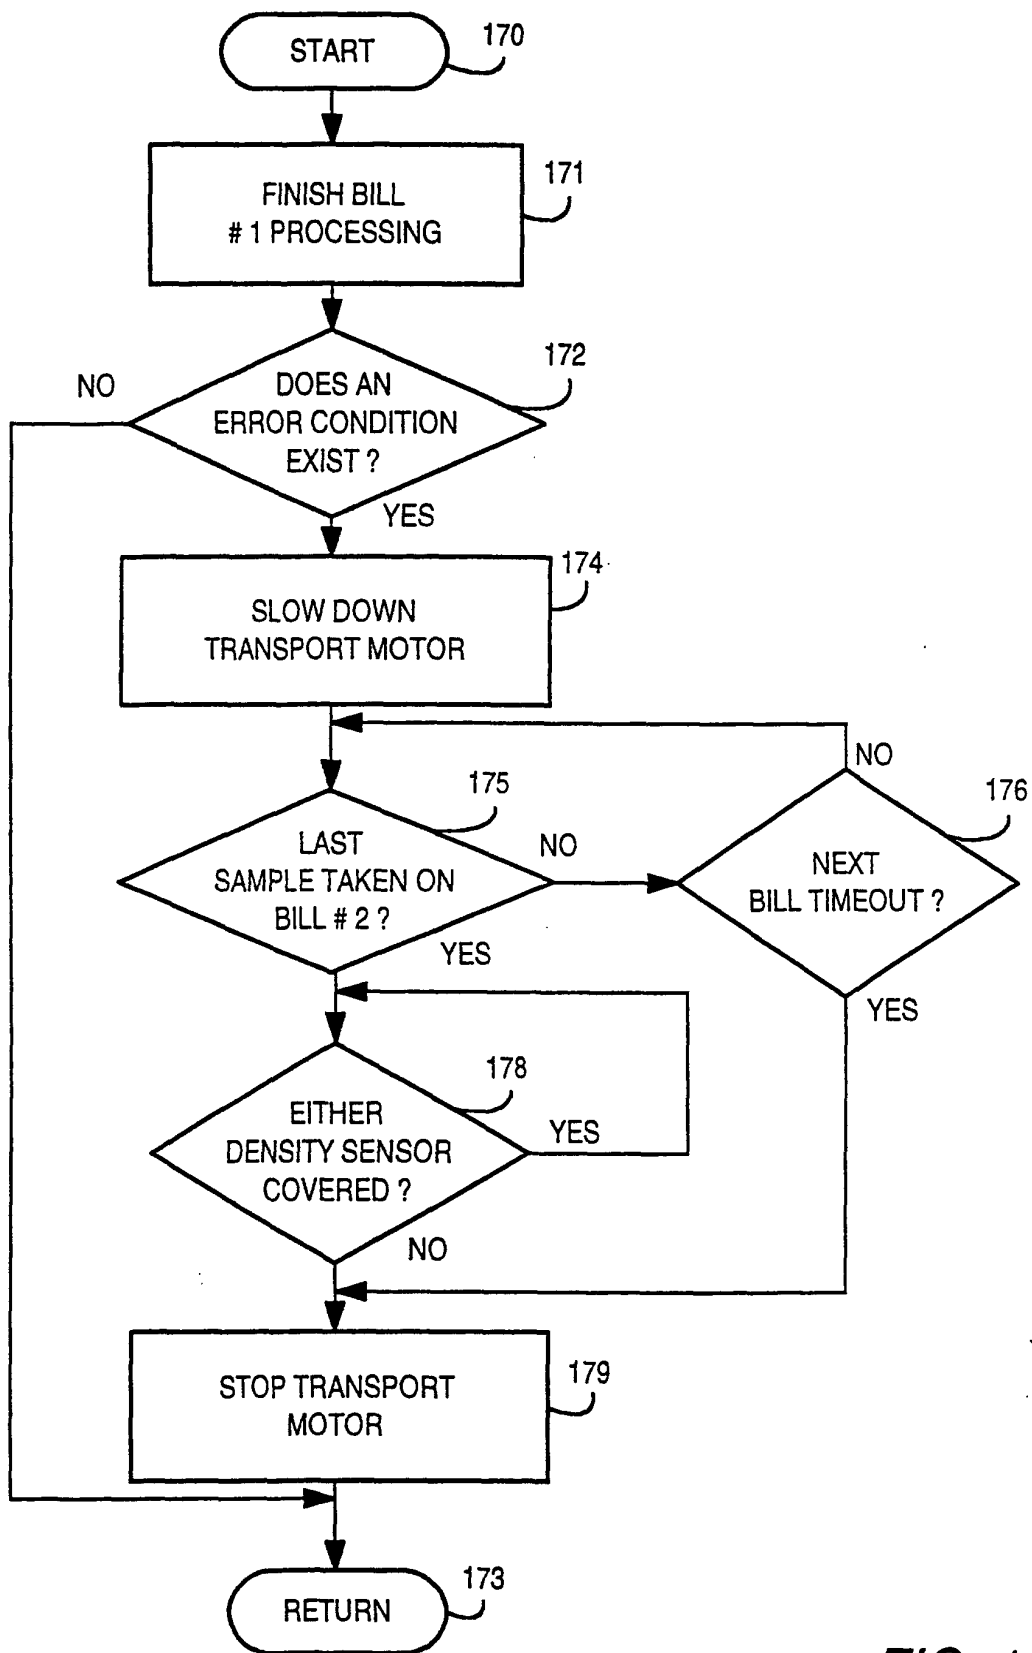 START
170
FINISH BILL
# 1 PROCESSING
171
DOES AN
ERROR CONDITION
EXIST ?
172
NO
YES
SLOW DOWN
TRANSPORT MOTOR
174
LAST
SAMPLE TAKEN ON
BILL # 2 ?
175
NO
YES
NEXT
BILL TIMEOUT ?
176
NO
YES
EITHER
DENSITY SENSOR
COVERED ?
178
YES
NO
STOP TRANSPORT
MOTOR
179
RETURN
173